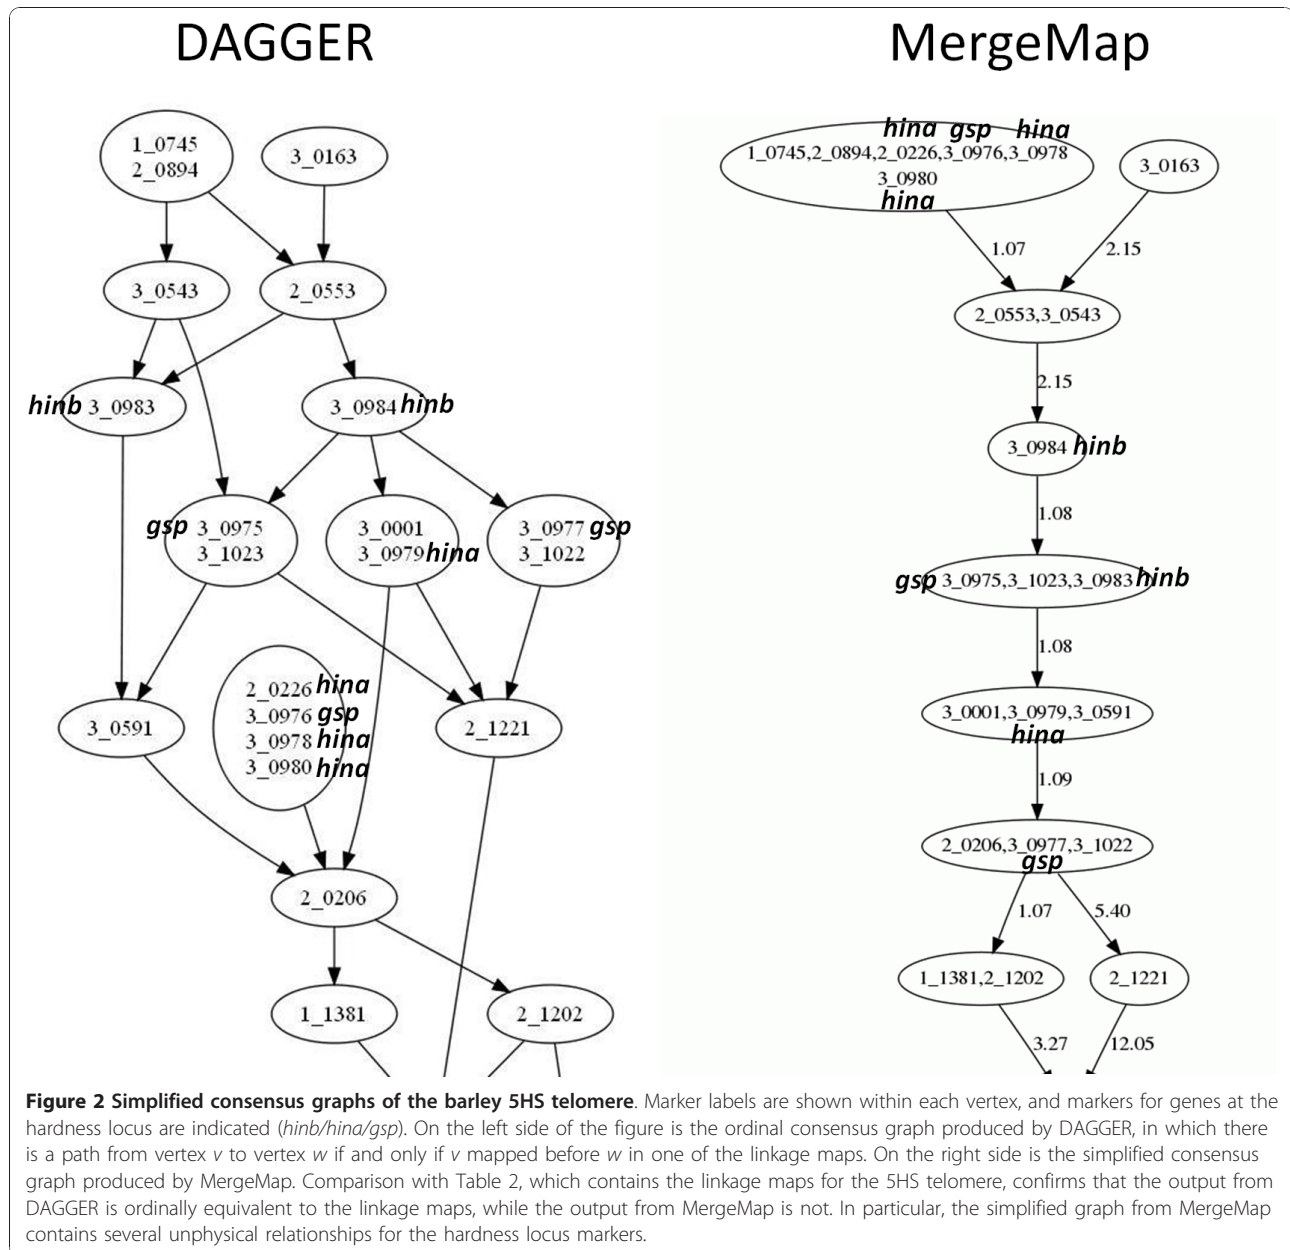 DAGGER
MergeMap
1_0745
2_0894
3_0163
3_0543
2_0553
hinb 3_0983
3_0984 hinb
gsp 3_0975
3_1023
3_0001
3_0979 hina
3_0977 gsp
3_1022
2_0226 hina
3_0976 gsp
3_0978 hina
3_0980 hina
3_0591
2_1221
2_0206
1_1381
2_1202
hina gsp hina
1_0745,2_0894,2_0226,3_0976,3_0978
3_0980
hina
3_0163
1.07
2.15
2_0553,3_0543
2.15
3_0984 hinb
1.08
gsp 3_0975,3_1023,3_0983 hinb
1.08
3_0001,3_0979,3_0591
hina
1.09
2_0206,3_0977,3_1022
gsp
1.07
5.40
1_1381,2_1202
2_1221
3.27
12.05
Figure 2 Simplified consensus graphs of the barley 5HS telomere. Marker labels are shown within each vertex, and markers for genes at the
hardness locus are indicated (hinb/hina/gsp). On the left side of the figure is the ordinal consensus graph produced by DAGGER, in which there
is a path from vertex v to vertex w if and only if v mapped before w in one of the linkage maps. On the right side is the simplified consensus
graph produced by MergeMap. Comparison with Table 2, which contains the linkage maps for the 5HS telomere, confirms that the output from
DAGGER is ordinally equivalent to the linkage maps, while the output from MergeMap is not. In particular, the simplified graph from MergeMap
contains several unphysical relationships for the hardness locus markers.